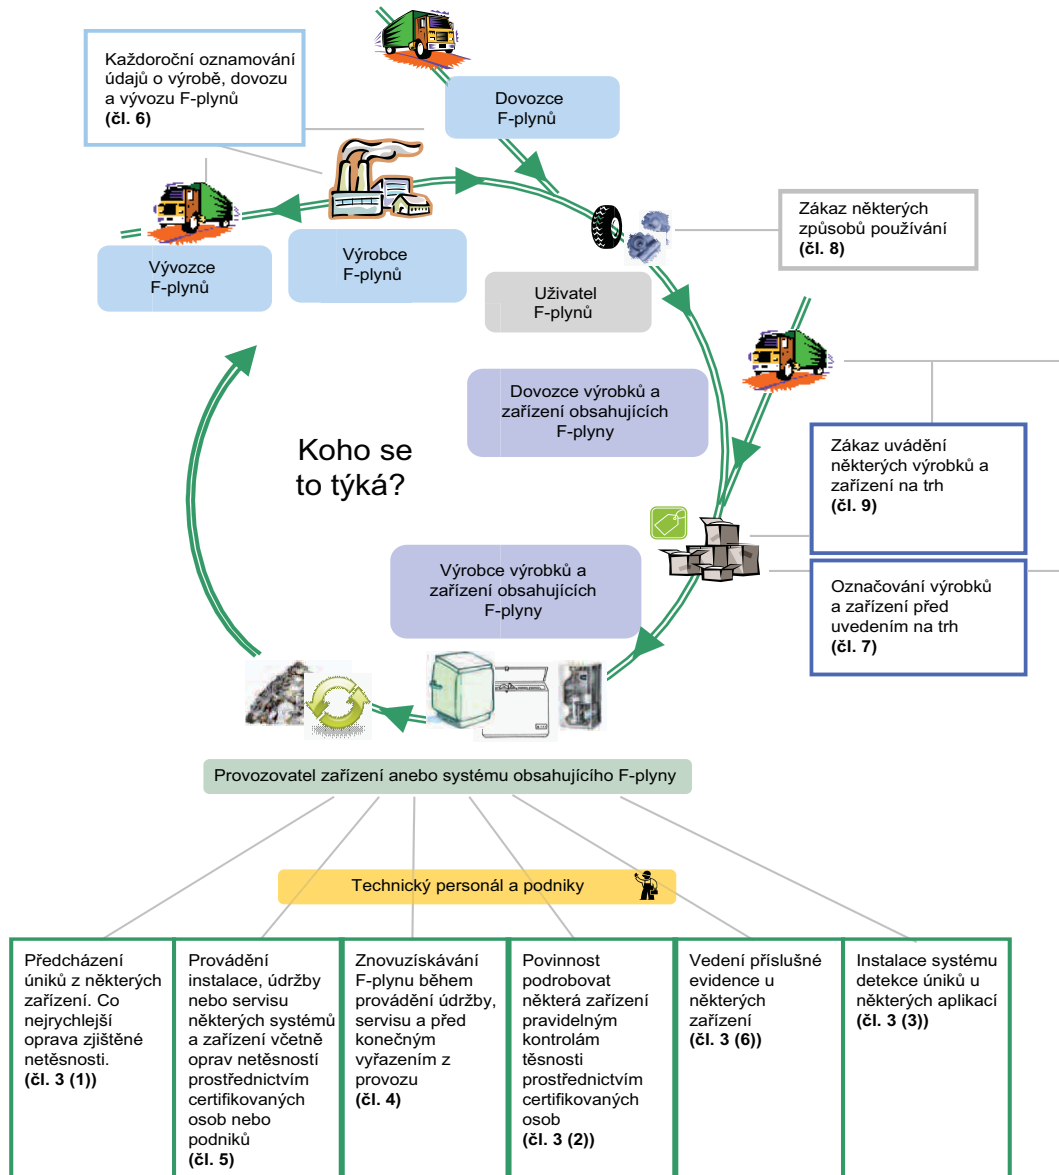 Každoroční oznamování
údajů o výrobě, dovozu
a vývozu F-plynů
(čl. 6)
Dovozce
F-plynů
Vývozce
F-plynů
Výrobce
F-plynů
Zákaz některých
způsobů používání
(čl. 8)
Uživatel
F-plynů
Dovozce výrobků a
zařízení obsahujících
F-plyny
Koho se
to týká?
Zákaz uvádění
některých výrobků a
zařízení na trh
(čl. 9)
Výrobce výrobků a
zařízení obsahujících
F-plyny
Označování výrobků
a zařízení před
uvedením na trh
(čl. 7)
Provozovatel zařízení anebo systému obsahujícího F-plyny
Technický personál a podniky
Předcházení
úniků z některých
zařízení. Co
nejrychlejší
oprava zjištěné
netěsnosti.
(čl. 3 (1))
Provádění
instalace, údržby
nebo servisu
některých systémů
a zařízení včetně
oprav netěsností
prostřednictvím
certifikovaných
osob nebo
podniků
(čl. 5)
Znovuzískávání
F-plynu během
provádění údržby,
servisu a před
konečným
vyřazením z
provozu
(čl. 4)
Povinnost
podrobovat
některá zařízení
pravidelným
kontrolám
těsnosti
prostřednictvím
certifikovaných
osob
(čl. 3 (2))
Vedení příslušné
evidence u
některých
zařízení
(čl. 3 (6))
Instalace systému
detekce úniků u
některých aplikací
(čl. 3 (3))